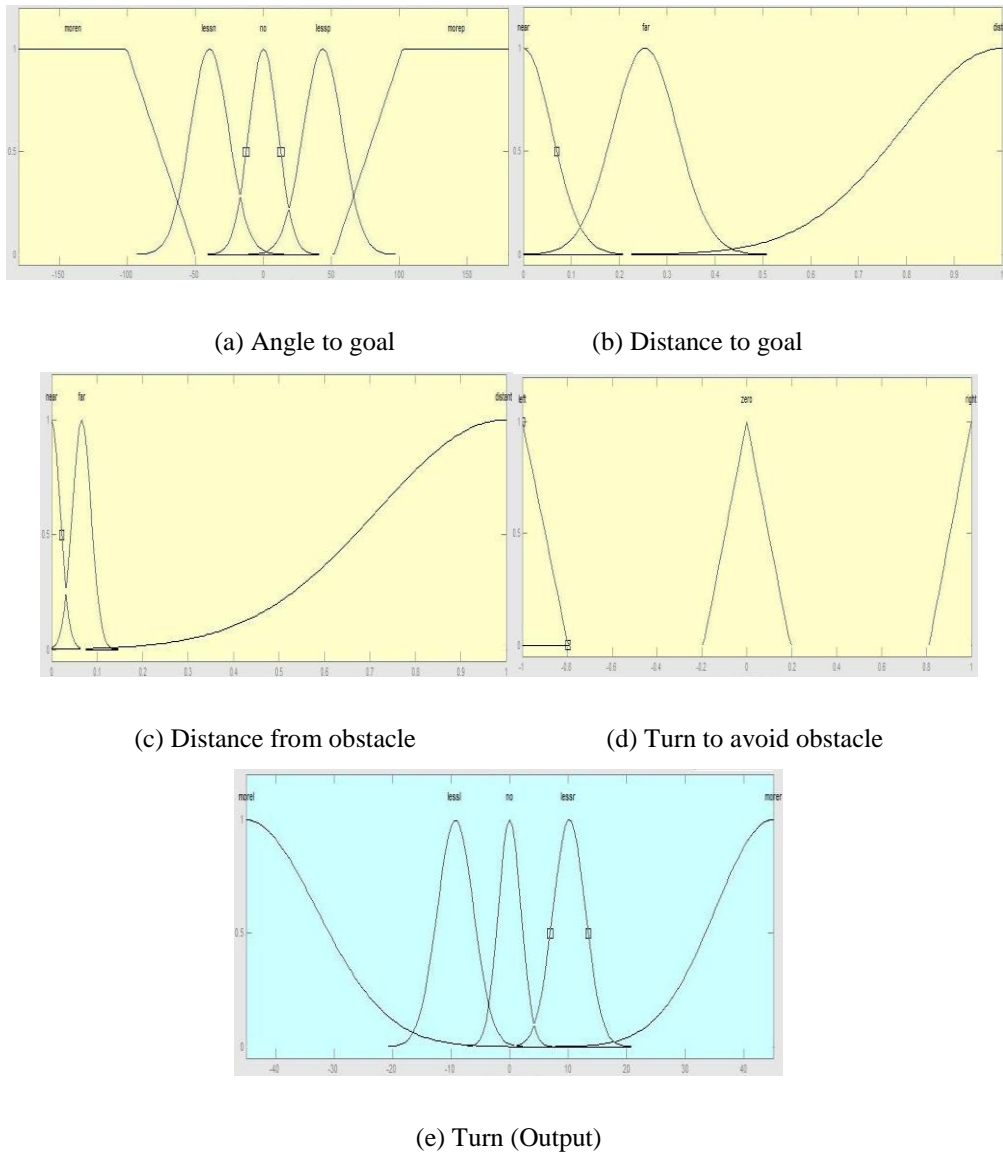 moren lessn no lessp morep
1
0.5
0
-150 -100 -50 0 50 100 150
(a) Angle to goal
near far dist
1
0.5
0
0 0.1 0.2 0.3 0.4 0.5 0.6 0.7 0.8 0.9 1
(b) Distance to goal
near far distant
1
0.5
0
0 0.1 0.2 0.3 0.4 0.5 0.6 0.7 0.8 0.9 1
(c) Distance from obstacle
left zero right
1
0.5
0
-1 -0.8 -0.6 -0.4 -0.2 0 0.2 0.4 0.6 0.8 1
(d) Turn to avoid obstacle
morel lessl no lessr morer
1
0.5
0
-40 -30 -20 -10 0 10 20 30 40
(e) Turn (Output)